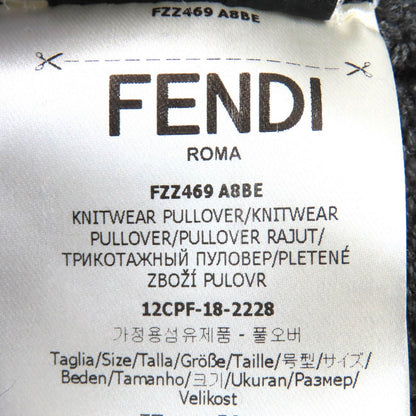 FZZ469 A8BE
FENDI
ROMA
FZZ469 A8BE
KNITWEAR PULLOVER/KNITWEAR
PULLOVER/PULLOVER RAJUT/
ТРИКОТАЖНЫЙ ПУЛОВЕР/PLETENÉ
ZBOŽÍ PULOVR
12CPF-18-2228
가정용섬유제품 - 풀오버
Taglia/Size/Talla/Größe/Taille/号型/サイズ/
Beden/Tamanho/크기/Ukuran/Размер/
Velikost